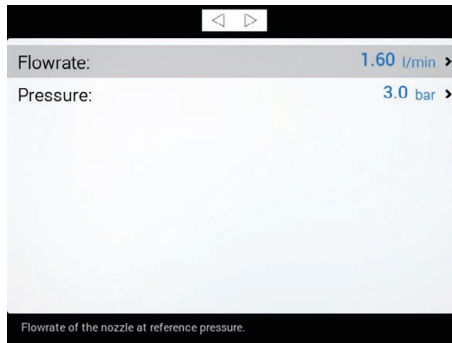 Flowrate: 1.60 l/min
Pressure: 3.0 bar
Flowrate of the nozzle at reference pressure.